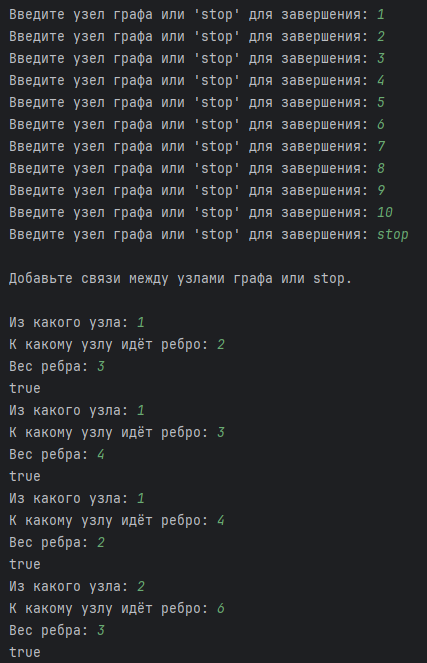 Введите узел графа или 'stop' для завершения: 1
Введите узел графа или 'stop' для завершения: 2
Введите узел графа или 'stop' для завершения: 3
Введите узел графа или 'stop' для завершения: 4
Введите узел графа или 'stop' для завершения: 5
Введите узел графа или 'stop' для завершения: 6
Введите узел графа или 'stop' для завершения: 7
Введите узел графа или 'stop' для завершения: 8
Введите узел графа или 'stop' для завершения: 9
Введите узел графа или 'stop' для завершения: 10
Введите узел графа или 'stop' для завершения: stop
Добавьте связи между узлами графа или stop.
Из какого узла: 1
К какому узлу идёт ребро: 2
Вес ребра: 3
true
Из какого узла: 1
К какому узлу идёт ребро: 3
Вес ребра: 4
true
Из какого узла: 1
К какому узлу идёт ребро: 4
Вес ребра: 2
true
Из какого узла: 2
К какому узлу идёт ребро: 6
Вес ребра: 3
true